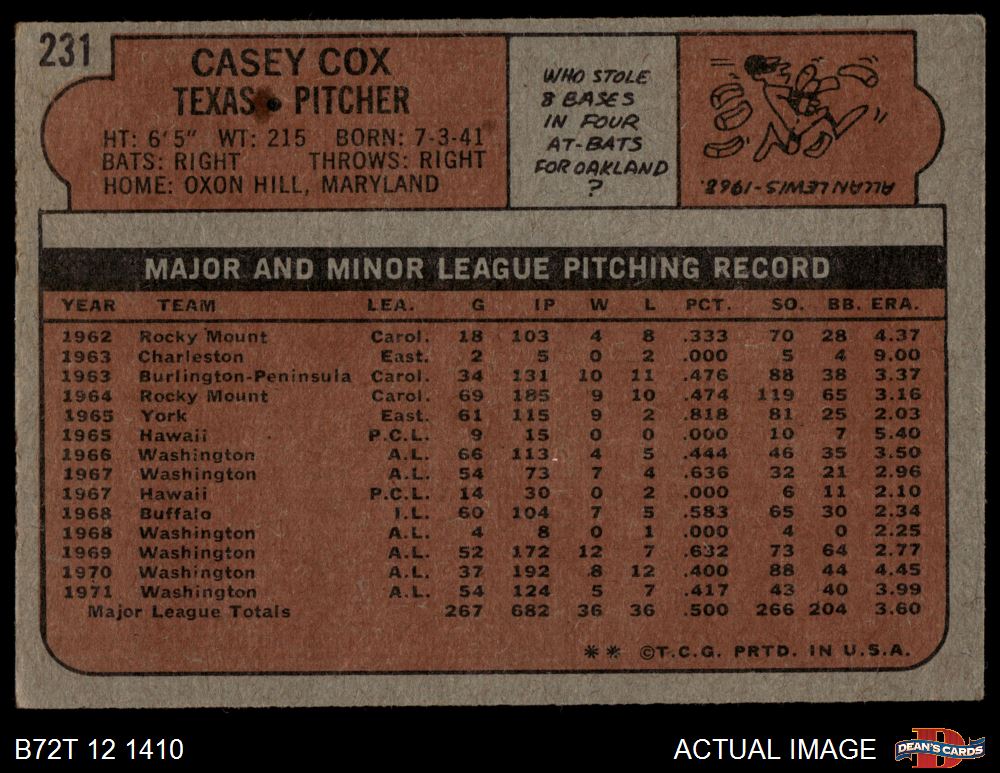 231
CASEY COX
TEXAS • PITCHER
HT: 6'5" WT: 215 BORN: 7-3-41
BATS: RIGHT THROWS: RIGHT
HOME: OXON HILL, MARYLAND
WHO STOLE
8 BASES
IN FOUR
AT-BATS
FOR OAKLAND
?
ALLAN LEWIS-1968.
MAJOR AND MINOR LEAGUE PITCHING RECORD
YEAR TEAM LEA. G IP W L PCT. SO. BB. ERA.
1962 Rocky Mount Carol. 18 103 4 8 .333 70 28 4.37
1963 Charleston East. 2 5 0 2 .000 5 4 9.00
1963 Burlington-Peninsula Carol. 34 131 10 11 .476 88 38 3.37
1964 Rocky Mount Carol. 69 185 9 10 .474 119 65 3.16
1965 York East. 61 115 9 2 .818 81 25 2.03
1965 Hawaii P.C.L. 9 15 0 0 .000 10 7 5.40
1966 Washington A.L. 66 113 4 5 .444 46 35 3.50
1967 Washington A.L. 54 73 7 4 .636 32 21 2.96
1967 Hawaii P.C.L. 14 30 0 2 .000 6 11 2.10
1968 Buffalo I.L. 60 104 7 5 .583 65 30 2.34
1968 Washington A.L. 4 8 0 1 .000 4 0 2.25
1969 Washington A.L. 52 172 12 7 .632 73 64 2.77
1970 Washington A.L. 37 192 8 12 .400 88 44 4.45
1971 Washington A.L. 54 124 5 7 .417 43 40 3.99
Major League Totals 267 682 36 36 .500 266 204 3.60
** ©T.C.G. PRTD. IN U.S.A.
B72T 12 1410
ACTUAL IMAGE
D
DEAN'S CARDS